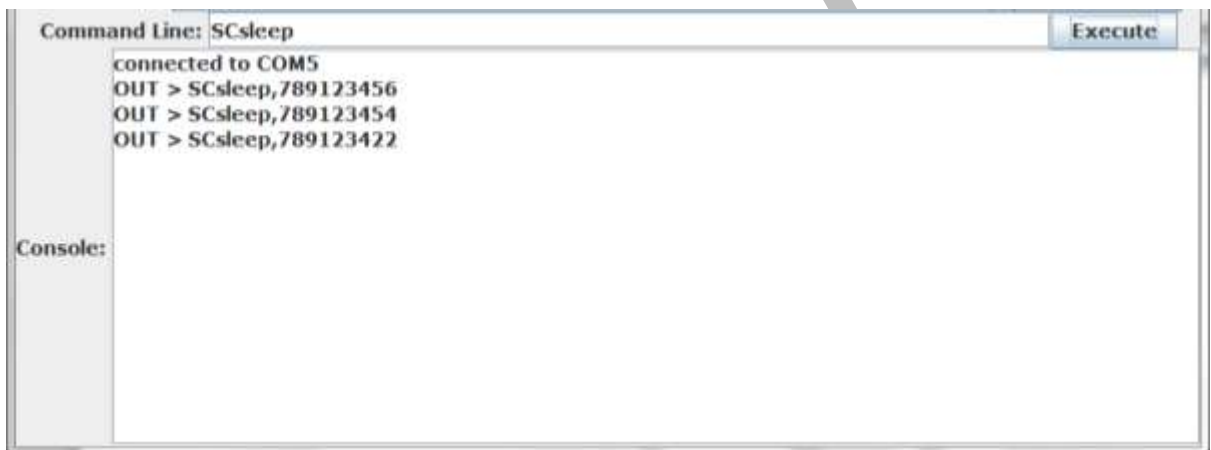 Command Line: SCsleep Execute
connected to COM5
OUT > SCsleep,789123456
OUT > SCsleep,789123454
OUT > SCsleep,789123422
Console: